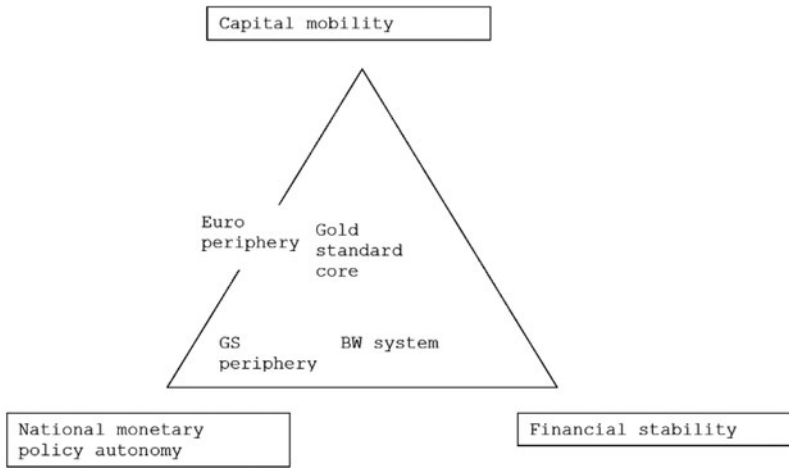 Capital mobility
Euro
periphery
Gold
standard
core
GS
periphery
BW system
National monetary
policy autonomy
Financial stability